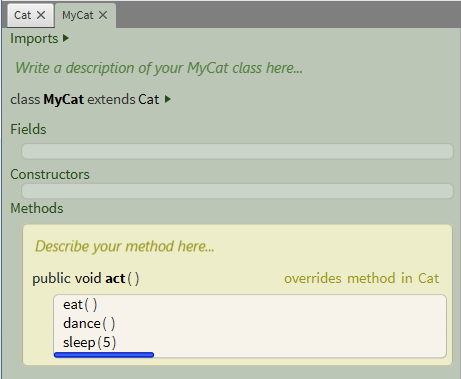 Cat × MyCat ×
Imports ▶
Write a description of your MyCat class here...
class MyCat extends Cat ▶
Fields
Constructors
Methods
Describe your method here...
public void act() overrides method in Cat
eat()
dance()
sleep(5)